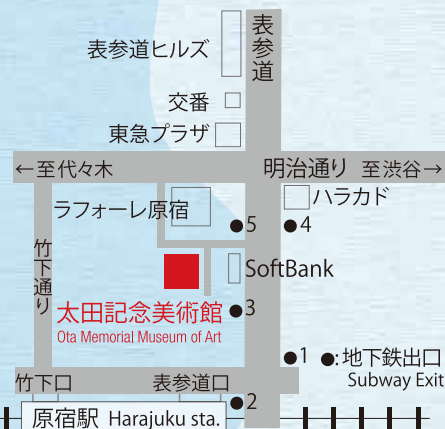 表参道
表参道ヒルズ
交番
東急プラザ
←至代々木
明治通り 至渋谷→
ラフォーレ原宿
ハラカド
5
4
竹下通り
SoftBank
太田記念美術館
3
Ota Memorial Museum of Art
1 ●:地下鉄出口
Subway Exit
竹下口
表参道口
2
原宿駅 Harajuku sta.